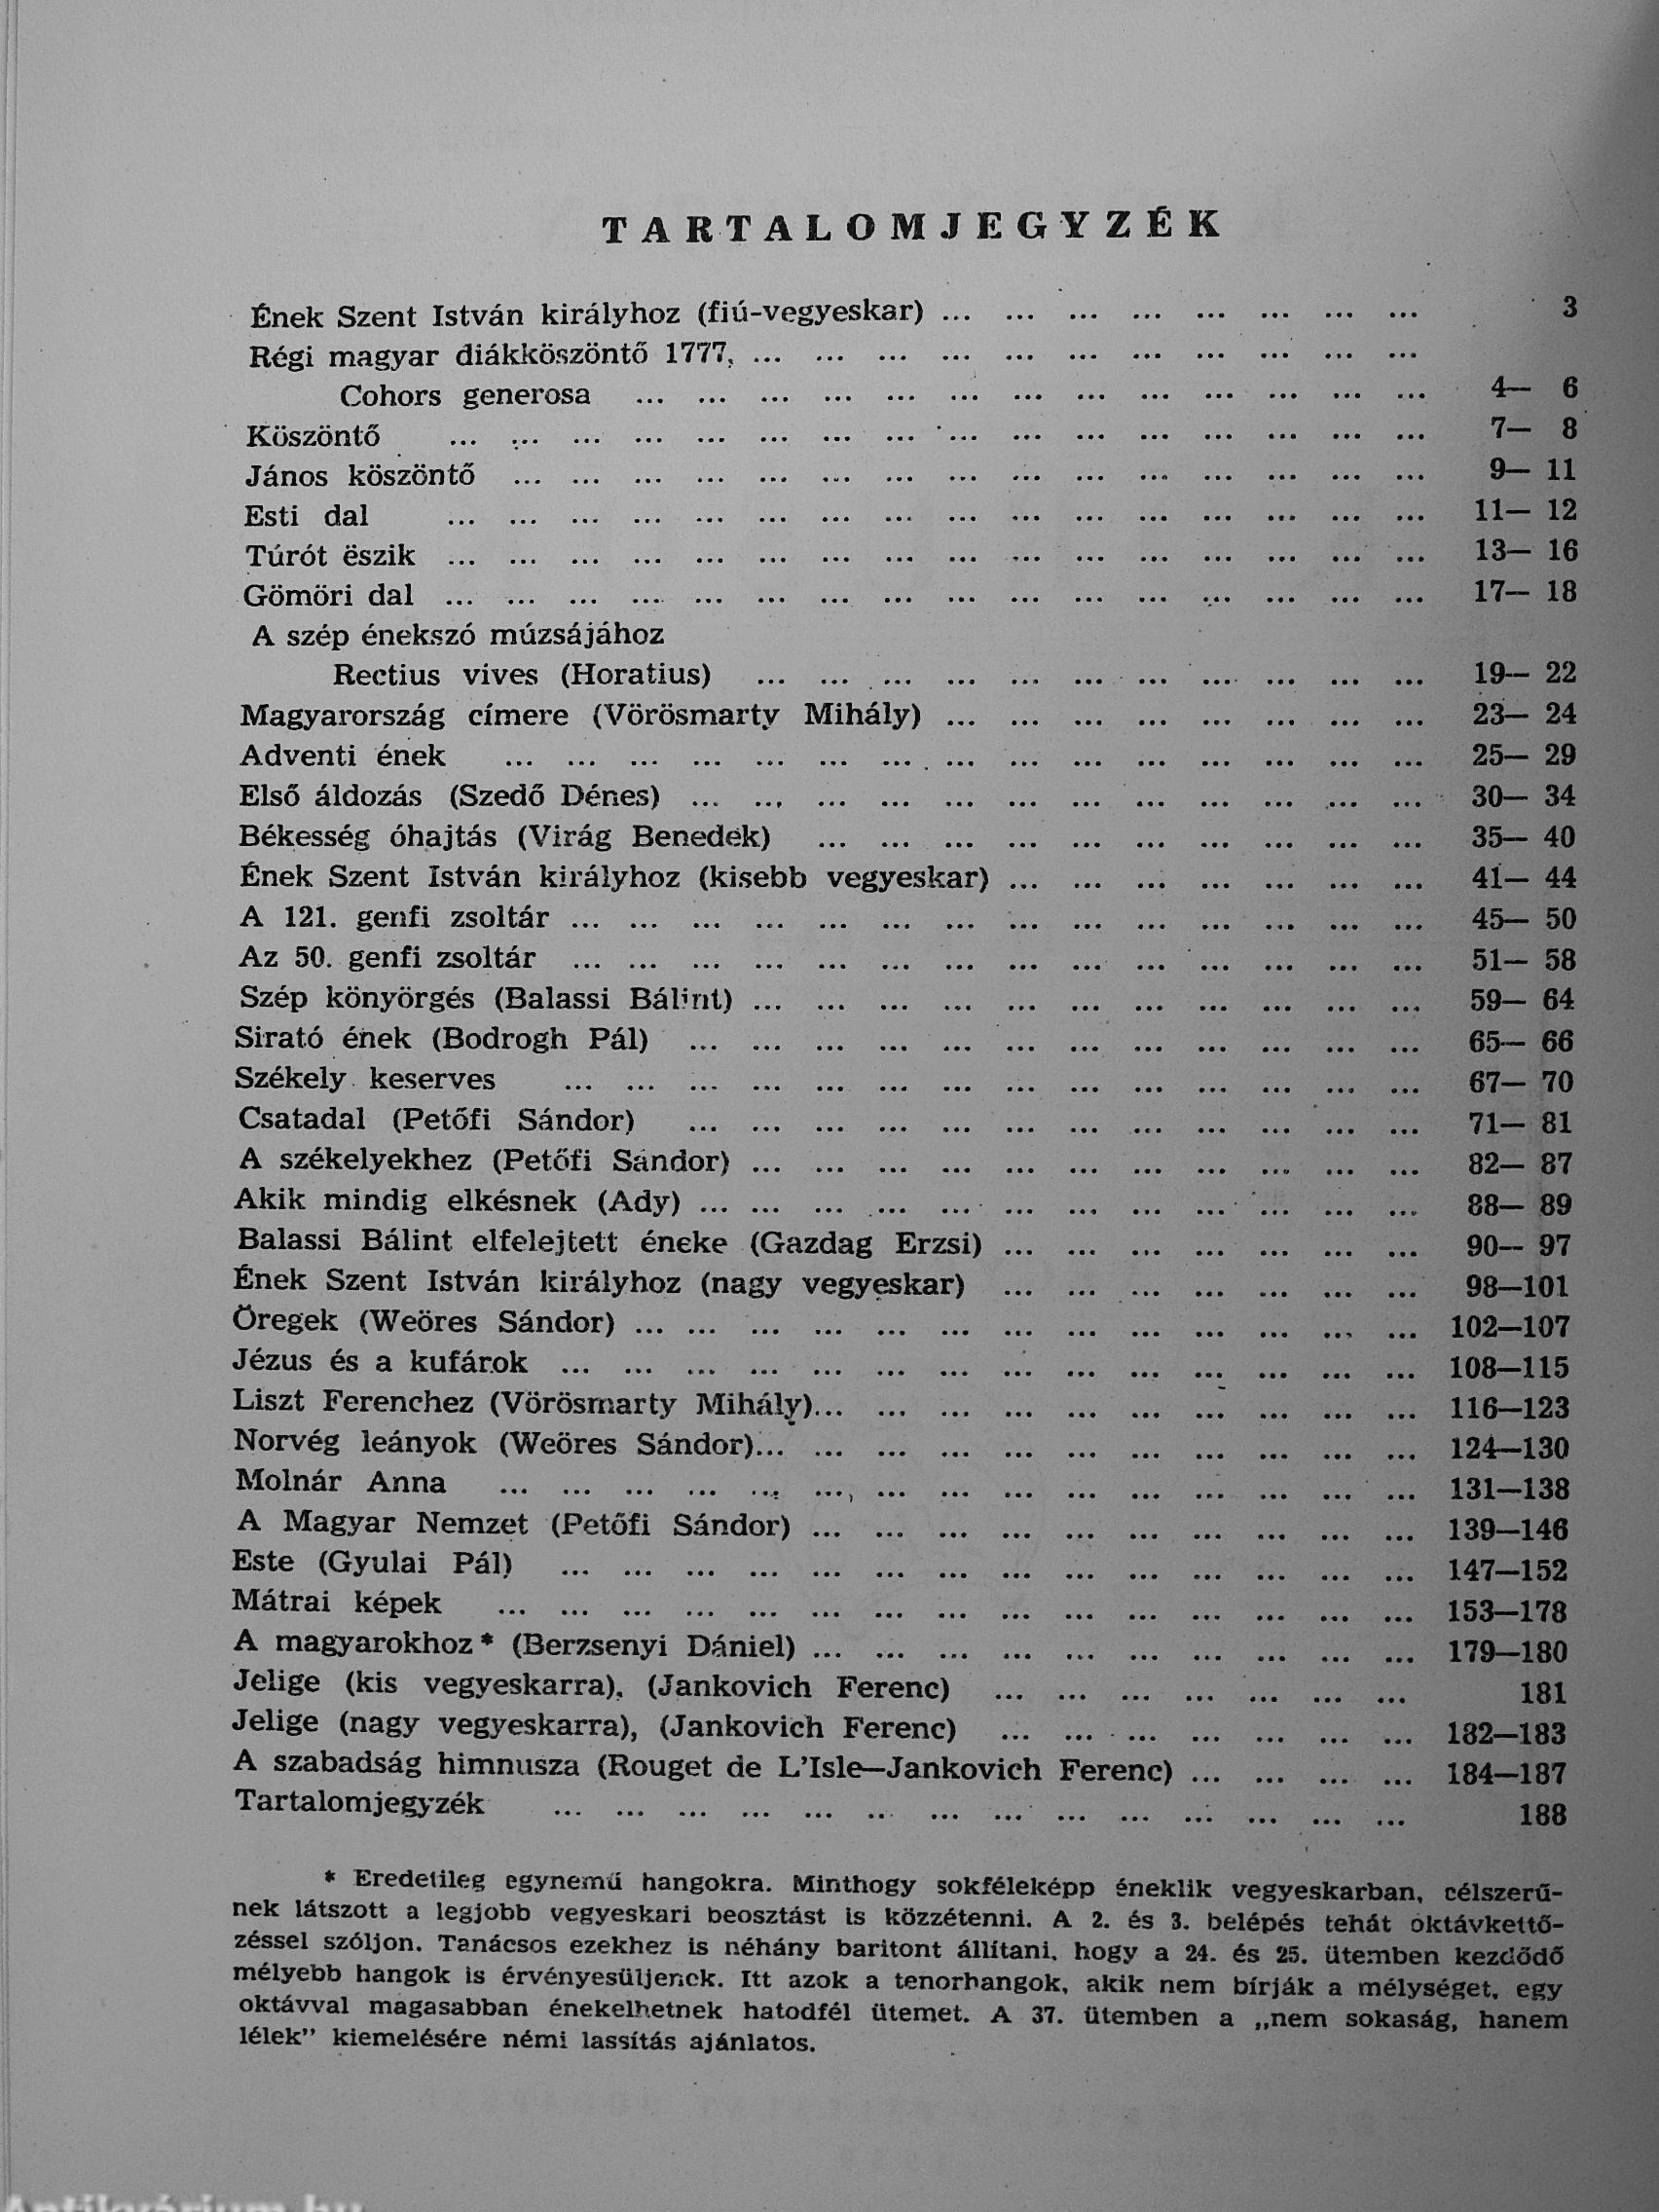 TARTALOMJEGYZÉK
Ének Szent István királyhoz (fiú-vegyeskar) ... ... ... ... ... ... ... ... 3
Régi magyar diákköszöntő 1777, ... ... ... ... ... ... ... ... ... ... ...
Cohors generosa ... ... ... ... ... ... ... ... ... ... ... ... ... 4— 6
Köszöntő ... ... ... ... ... ... ... ... ... ... ... ... ... ... ... ... 7— 8
János köszöntő ... ... ... ... ... ... ... ... ... ... ... ... ... ... ... 9— 11
Esti dal ... ... ... ... ... ... ... ... ... ... ... ... ... ... ... ... 11— 12
Túrót ëszik ... ... ... ... ... ... ... ... ... ... ... ... ... ... ... ... 13— 16
Gömöri dal ... ... ... ... ... ... ... ... ... ... ... ... ... ... ... ... 17— 18
A szép énekszó múzsájához
Rectius vives (Horatius) ... ... ... ... ... ... ... ... ... ... ... 19— 22
Magyarország címere (Vörösmarty Mihály) ... ... ... ... ... ... ... ... 23— 24
Adventi ének ... ... ... ... ... ... ... ... ... ... ... ... ... ... ... 25— 29
Első áldozás (Szedő Dénes) ... ... ... ... ... ... ... ... ... ... ... ... 30— 34
Békesség óhajtás (Virág Benedek) ... ... ... ... ... ... ... ... ... ... 35— 40
Ének Szent István királyhoz (kisebb vegyeskar) ... ... ... ... ... ... ... 41— 44
A 121. genfi zsoltár ... ... ... ... ... ... ... ... ... ... ... ... ... ... 45— 50
Az 50. genfi zsoltár ... ... ... ... ... ... ... ... ... ... ... ... ... ... 51— 58
Szép könyörgés (Balassi Bálint) ... ... ... ... ... ... ... ... ... ... ... 59— 64
Sirató ének (Bodrogh Pál) ... ... ... ... ... ... ... ... ... ... ... ... 65— 66
Székely keserves ... ... ... ... ... ... ... ... ... ... ... ... ... ... 67— 70
Csatadal (Petőfi Sándor) ... ... ... ... ... ... ... ... ... ... ... ... 71— 81
A székelyekhez (Petőfi Sándor) ... ... ... ... ... ... ... ... ... ... ... 82— 87
Akik mindig elkésnek (Ady) ... ... ... ... ... ... ... ... ... ... ... ... 88— 89
Balassi Bálint elfelejtett éneke (Gazdag Erzsi) ... ... ... ... ... ... ... 90— 97
Ének Szent István királyhoz (nagy vegyeskar) ... ... ... ... ... ... ... 98—101
Öregek (Weöres Sándor) ... ... ... ... ... ... ... ... ... ... ... ... ... 102—107
Jézus és a kufárok ... ... ... ... ... ... ... ... ... ... ... ... ... ... 108—115
Liszt Ferenchez (Vörösmarty Mihály)... ... ... ... ... ... ... ... ... ... 116—123
Norvég leányok (Weöres Sándor)... ... ... ... ... ... ... ... ... ... ... 124—130
Molnár Anna ... ... ... ... ... ... ... ... ... ... ... ... ... ... ... 131—138
A Magyar Nemzet (Petőfi Sándor) ... ... ... ... ... ... ... ... ... ... 139—146
Este (Gyulai Pál) ... ... ... ... ... ... ... ... ... ... ... ... ... ... 147—152
Mátrai képek ... ... ... ... ... ... ... ... ... ... ... ... ... ... ... 153—178
A magyarokhoz * (Berzsenyi Dániel) ... ... ... ... ... ... ... ... ... ... 179—180
Jelige (kis vegyeskarra), (Jankovich Ferenc) ... ... ... ... ... ... ... 181
Jelige (nagy vegyeskarra), (Jankovich Ferenc) ... ... ... ... ... ... ... 182—183
A szabadság himnusza (Rouget de L'Isle—Jankovich Ferenc) ... ... ... ... 184—187
Tartalomjegyzék ... ... ... ... ... ... ... ... ... ... ... ... ... ... 188
* Eredetileg egynemű hangokra. Minthogy sokféleképp éneklik vegyeskarban, célszerű-
nek látszott a legjobb vegyeskari beosztást is közzétenni. A 2. és 3. belépés tehát oktávkettő-
zéssel szóljon. Tanácsos ezekhez is néhány baritont állítani, hogy a 24. és 25. ütemben kezdődő
mélyebb hangok is érvényesüljenek. Itt azok a tenorhangok, akik nem bírják a mélységet, egy
oktávval magasabban énekelhetnek hatodfél ütemet. A 37. ütemben a „nem sokaság, hanem
lélek" kiemelésére némi lassítás ajánlatos.
Antikvárium.hu